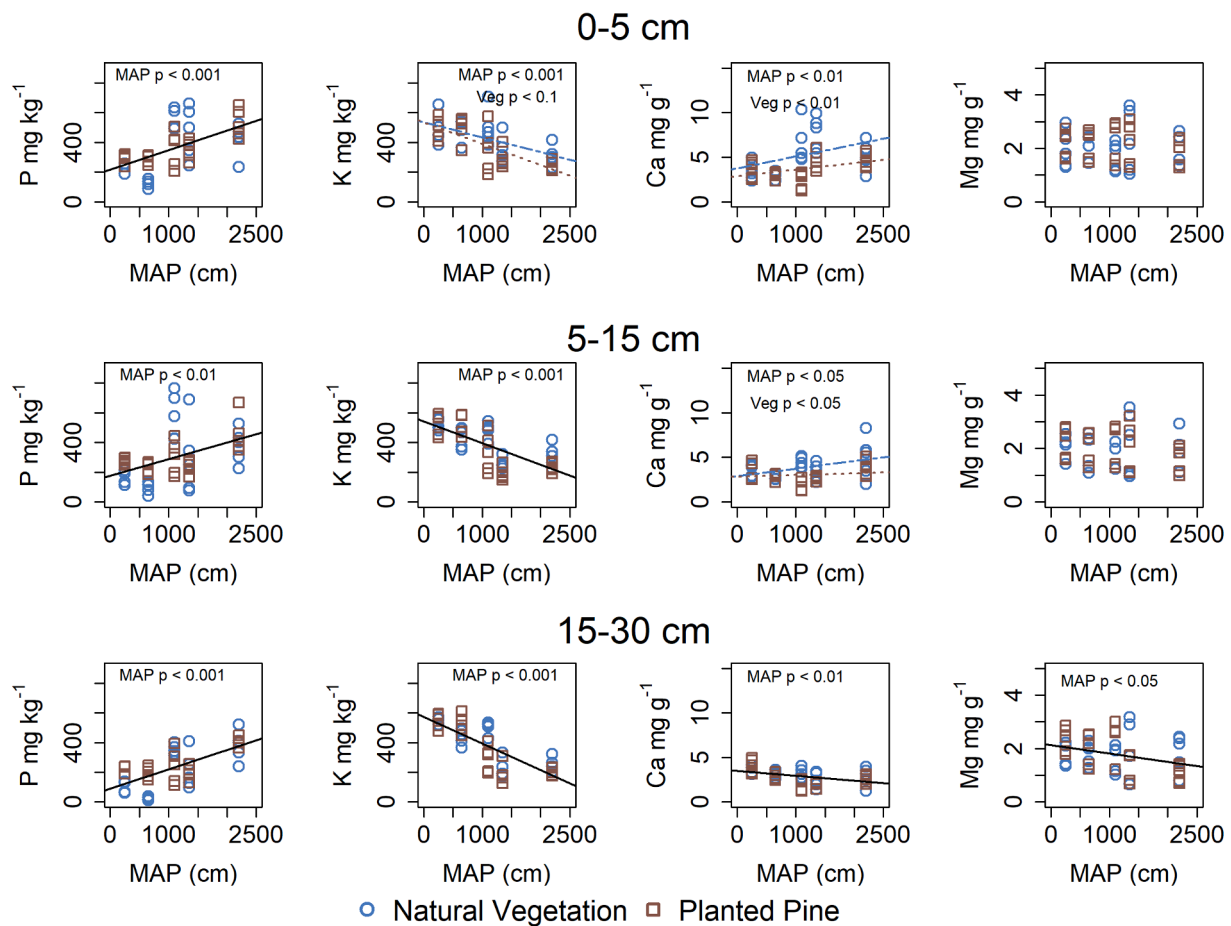 0-5 cm
MAP p < 0.001
P mg kg-1
0 400
0 1000 2500
MAP (cm)
MAP p < 0.001
Veg p < 0.1
K mg kg-1
0 400
0 1000 2500
MAP (cm)
MAP p < 0.01
Veg p < 0.01
Ca mg g-1
0 5 10
0 1000 2500
MAP (cm)
Mg mg g-1
0 2 4
0 1000 2500
MAP (cm)
5-15 cm
MAP p < 0.01
P mg kg-1
0 400
0 1000 2500
MAP (cm)
MAP p < 0.001
K mg kg-1
0 400
0 1000 2500
MAP (cm)
MAP p < 0.05
Veg p < 0.05
Ca mg g-1
0 5 10
0 1000 2500
MAP (cm)
Mg mg g-1
0 2 4
0 1000 2500
MAP (cm)
15-30 cm
MAP p < 0.001
P mg kg-1
0 400
0 1000 2500
MAP (cm)
MAP p < 0.001
K mg kg-1
0 400
0 1000 2500
MAP (cm)
MAP p < 0.01
Ca mg g-1
0 5 10
0 1000 2500
MAP (cm)
MAP p < 0.05
Mg mg g-1
0 2 4
0 1000 2500
MAP (cm)
Natural Vegetation Planted Pine